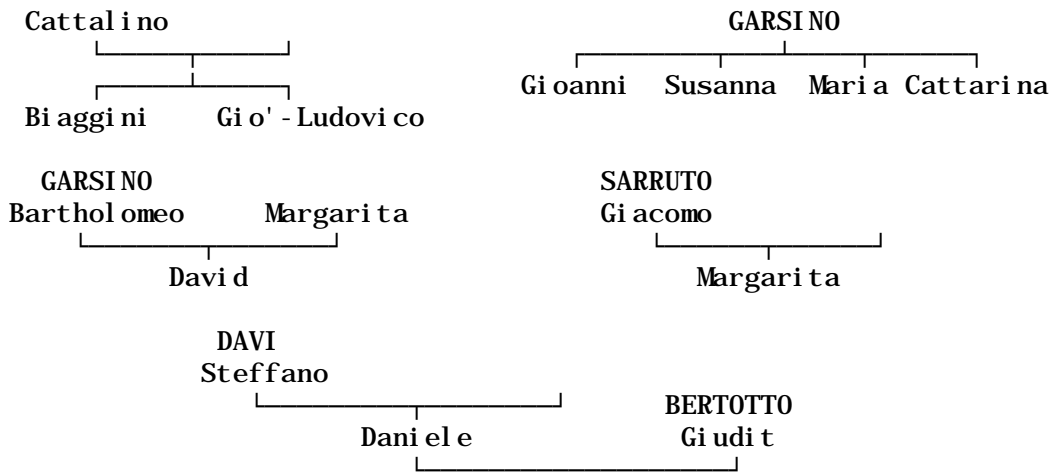 Cattalino GARSINO
Gioanni Susanna Maria Cattarina
Biaggini Gio'-Ludovico
GARSINO SARRUTO
Bartholomeo Margarita Giacomo
David Margarita
DAVI
Steffano
BERTOTTO
Daniele Giudit